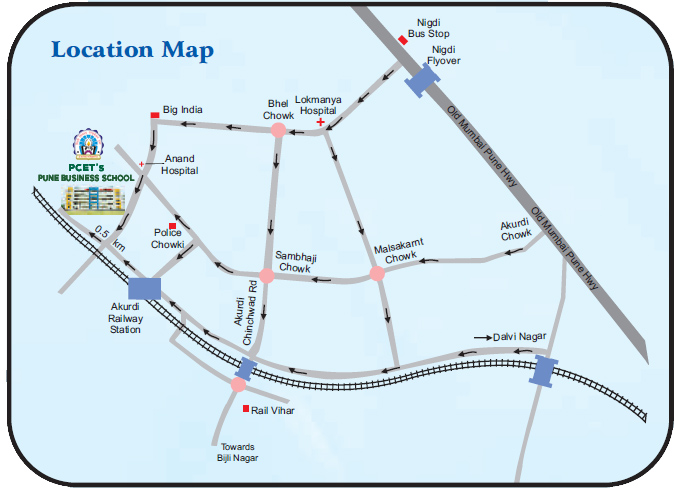 Location Map
Nigdi
Bus Stop
Nigdi
Flyover
Old Mumbai Pune Hwy
Big India
Bhel
Chowk
Lokmanya
Hospital
PCET's
PUNE BUSINESS SCHOOL
Anand
Hospital
0.5 km
Police
Chowki
Sambhaji
Chowk
Malsakarnt
Chowk
Akurdi
Chowk
Old Mumbai Pune Hwy
Akurdi
Railway
Station
Akurdi
Chinchwad Rd
Dalvi Nagar
Rail Vihar
Towards
Bijli Nagar